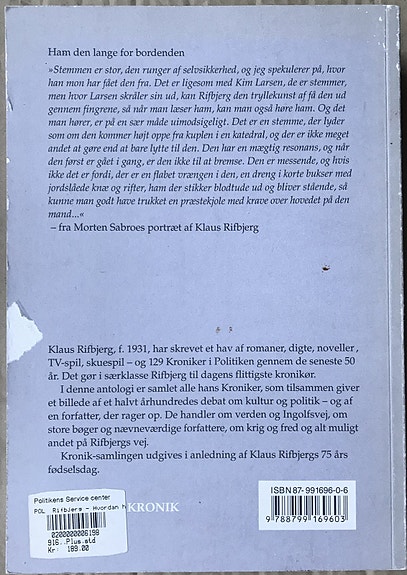 Ham den lange for bordenden
»Stemmen er stor, den runger af selvsikkerhed, og jeg spekulerer på, hvor
han mon har fået den fra. Det er ligesom med Kim Larsen, de er stemmer,
men hvor Larsen skråler sin ud, kan Rifbjerg den tryllekunst af få den ud
gennem fingrene, så når man læser ham, kan man også høre ham. Og det
man hører, er på en sær måde uimodsigeligt. Det er en stemme, der lyder
som om den kommer højt oppe fra kuplen i en katedral, og der er ikke meget
andet at gøre end at bare lytte til den. Den har en mægtig resonans, og når
den først er gået i gang, er den ikke til at bremse. Den er messende, og hvis
ikke det er fordi, der er en flabet vrængen i den, en dreng i korte bukser med
jordslåede knæ og rifter, ham der stikker blodtude ud og bliver stående, så
kunne man godt have trukket en præstekjole med krave over hovedet på den
mand...«
– fra Morten Sabroes portræt af Klaus Rifbjerg
Klaus Rifbjerg, f. 1931, har skrevet et hav af romaner, digte, noveller ,
TV-spil, skuespil – og 129 Kroniker i Politiken gennem de seneste 50
år. Det gør i særklasse Rifbjerg til dagens flittigste kronikør.
I denne antologi er samlet alle hans Kroniker, som tilsammen giver
et billede af et halvt århundredes debat om kultur og politik – og af
en forfatter, der rager op. De handler om verden og Ingolfsvej, om
store bøger og nævneværdige forfattere, om krig og fred og alt muligt
andet på Rifbjergs vej.
Kronik-samlingen udgives i anledning af Klaus Rifbjergs 75 års
fødselsdag.
Politikens Service center
POL Rifbjerg - Hvordan h
0200000006198
916..Plus.std
Kr: 189.00
KRONIK
ISBN 87-991696-0-6
9 788799 169603